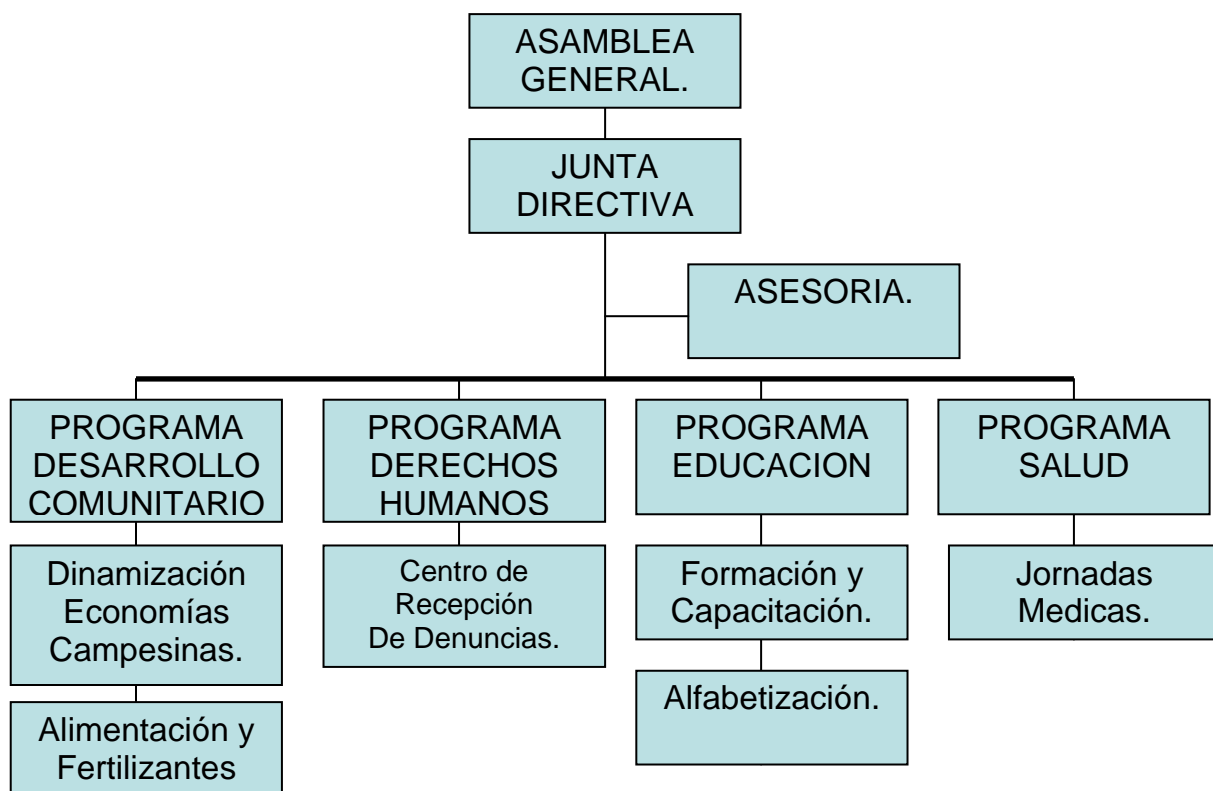 ASAMBLEA
GENERAL.
JUNTA
DIRECTIVA
ASESORIA.
PROGRAMA
DESARROLLO
COMUNITARIO
PROGRAMA
DERECHOS
HUMANOS
PROGRAMA
EDUCACION
PROGRAMA
SALUD
Dinamización
Economías
Campesinas.
Centro de
Recepción
De Denuncias.
Formación y
Capacitación.
Jornadas
Medicas.
Alimentación y
Fertilizantes
Alfabetización.